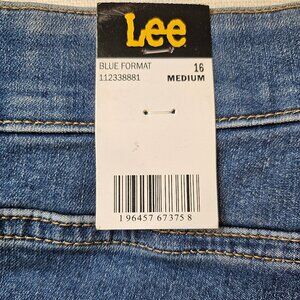 Lee
BLUE FORMAT 16
112338881 MEDIUM
1 96457 67375 8